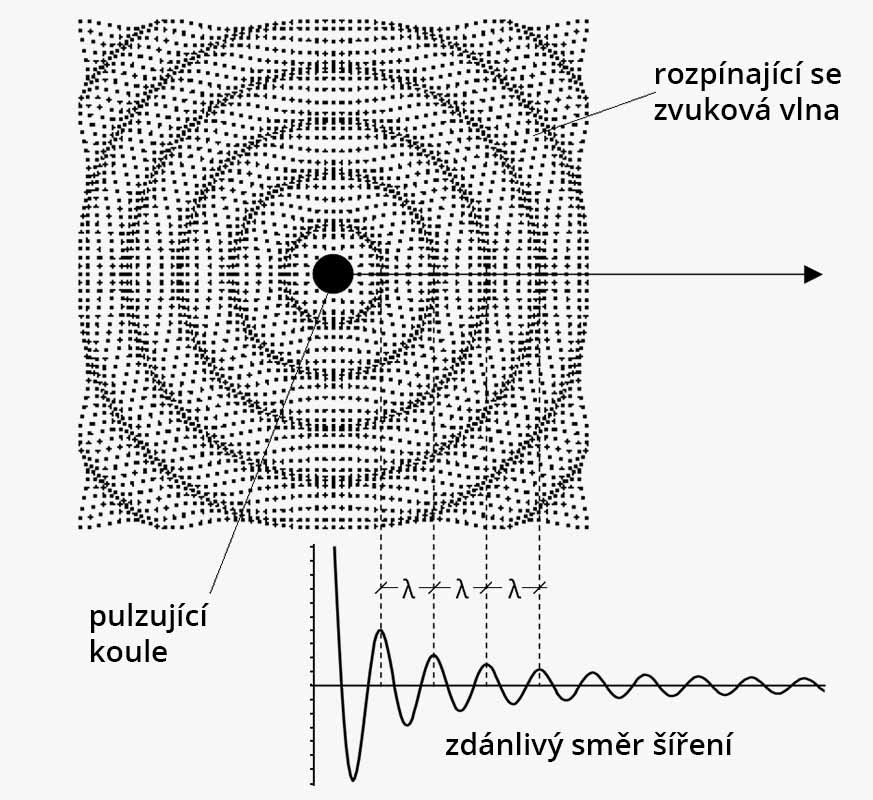 rozpínající se
zvuková vlna
pulzující
koule
λ λ λ
zdánlivý směr šíření